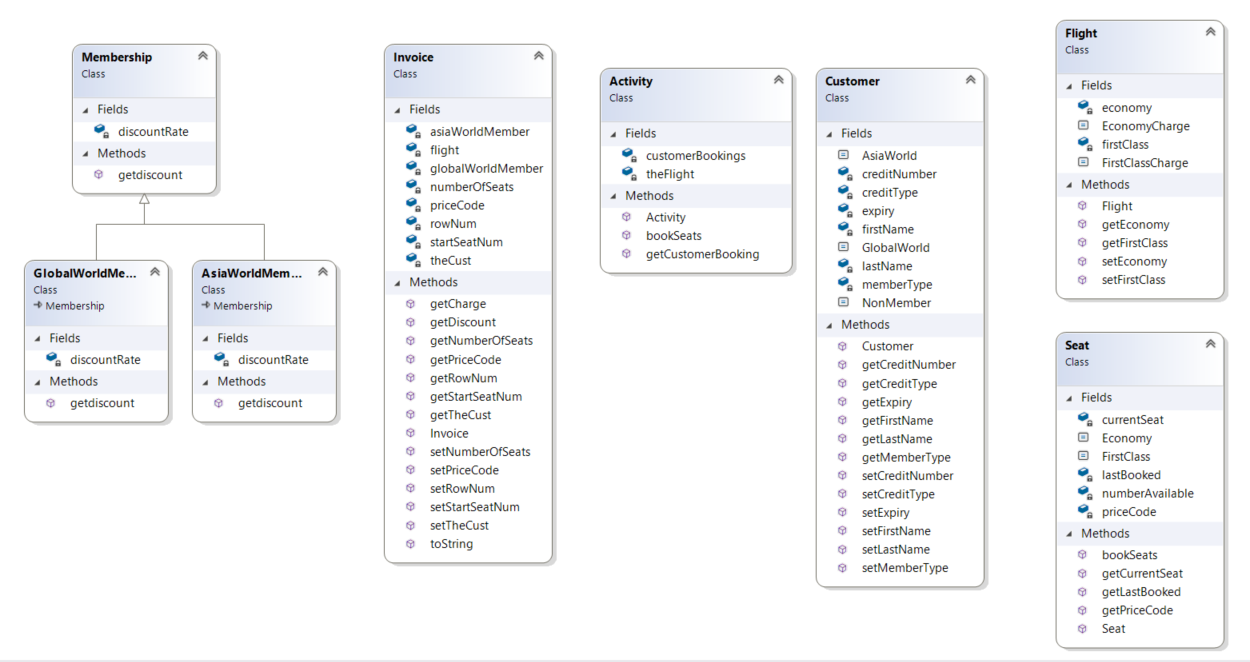 Membership
Class
Fields
discountRate
Methods
getdiscount
GlobalWorldMe...
Class
Membership
Fields
discountRate
Methods
getdiscount
AsiaWorldMem...
Class
Membership
Fields
discountRate
Methods
getdiscount
Invoice
Class
Fields
asiaWorldMember
flight
globalWorldMember
numberOfSeats
priceCode
rowNum
startSeatNum
theCust
Methods
getCharge
getDiscount
getNumberOfSeats
getPriceCode
getRowNum
getStartSeatNum
getTheCust
Invoice
setNumberOfSeats
setPriceCode
setRowNum
setStartSeatNum
setTheCust
toString
Activity
Class
Fields
customerBookings
theFlight
Methods
Activity
bookSeats
getCustomerBooking
Customer
Class
Fields
AsiaWorld
creditNumber
creditType
expiry
firstName
GlobalWorld
lastName
memberType
NonMember
Methods
Customer
getCreditNumber
getCreditType
getExpiry
getFirstName
getLastName
getMemberType
setCreditNumber
setCreditType
setExpiry
setFirstName
setLastName
setMemberType
Flight
Class
Fields
economy
EconomyCharge
firstClass
FirstClassCharge
Methods
Flight
getEconomy
getFirstClass
setEconomy
setFirstClass
Seat
Class
Fields
currentSeat
Economy
FirstClass
lastBooked
numberAvailable
priceCode
Methods
bookSeats
getCurrentSeat
getLastBooked
getPriceCode
Seat